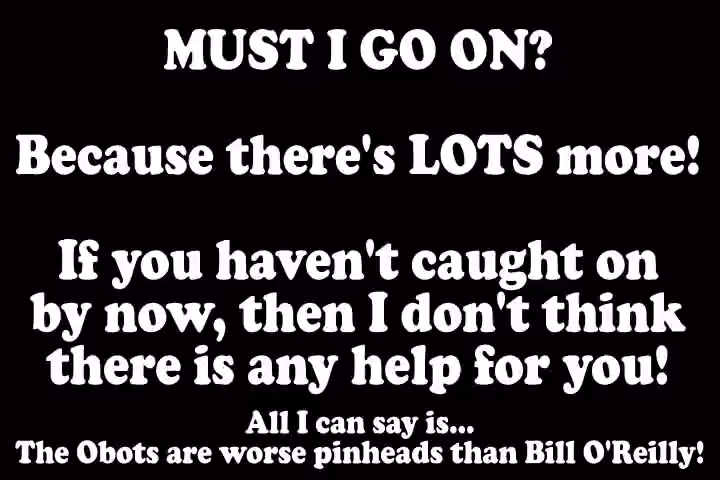 MUST I GO ON?
Because there's LOTS more!
If you haven't caught on
by now, then I don't think
there is any help for you!
All I can say is...
The Obots are worse pinheads than Bill O'Reilly!